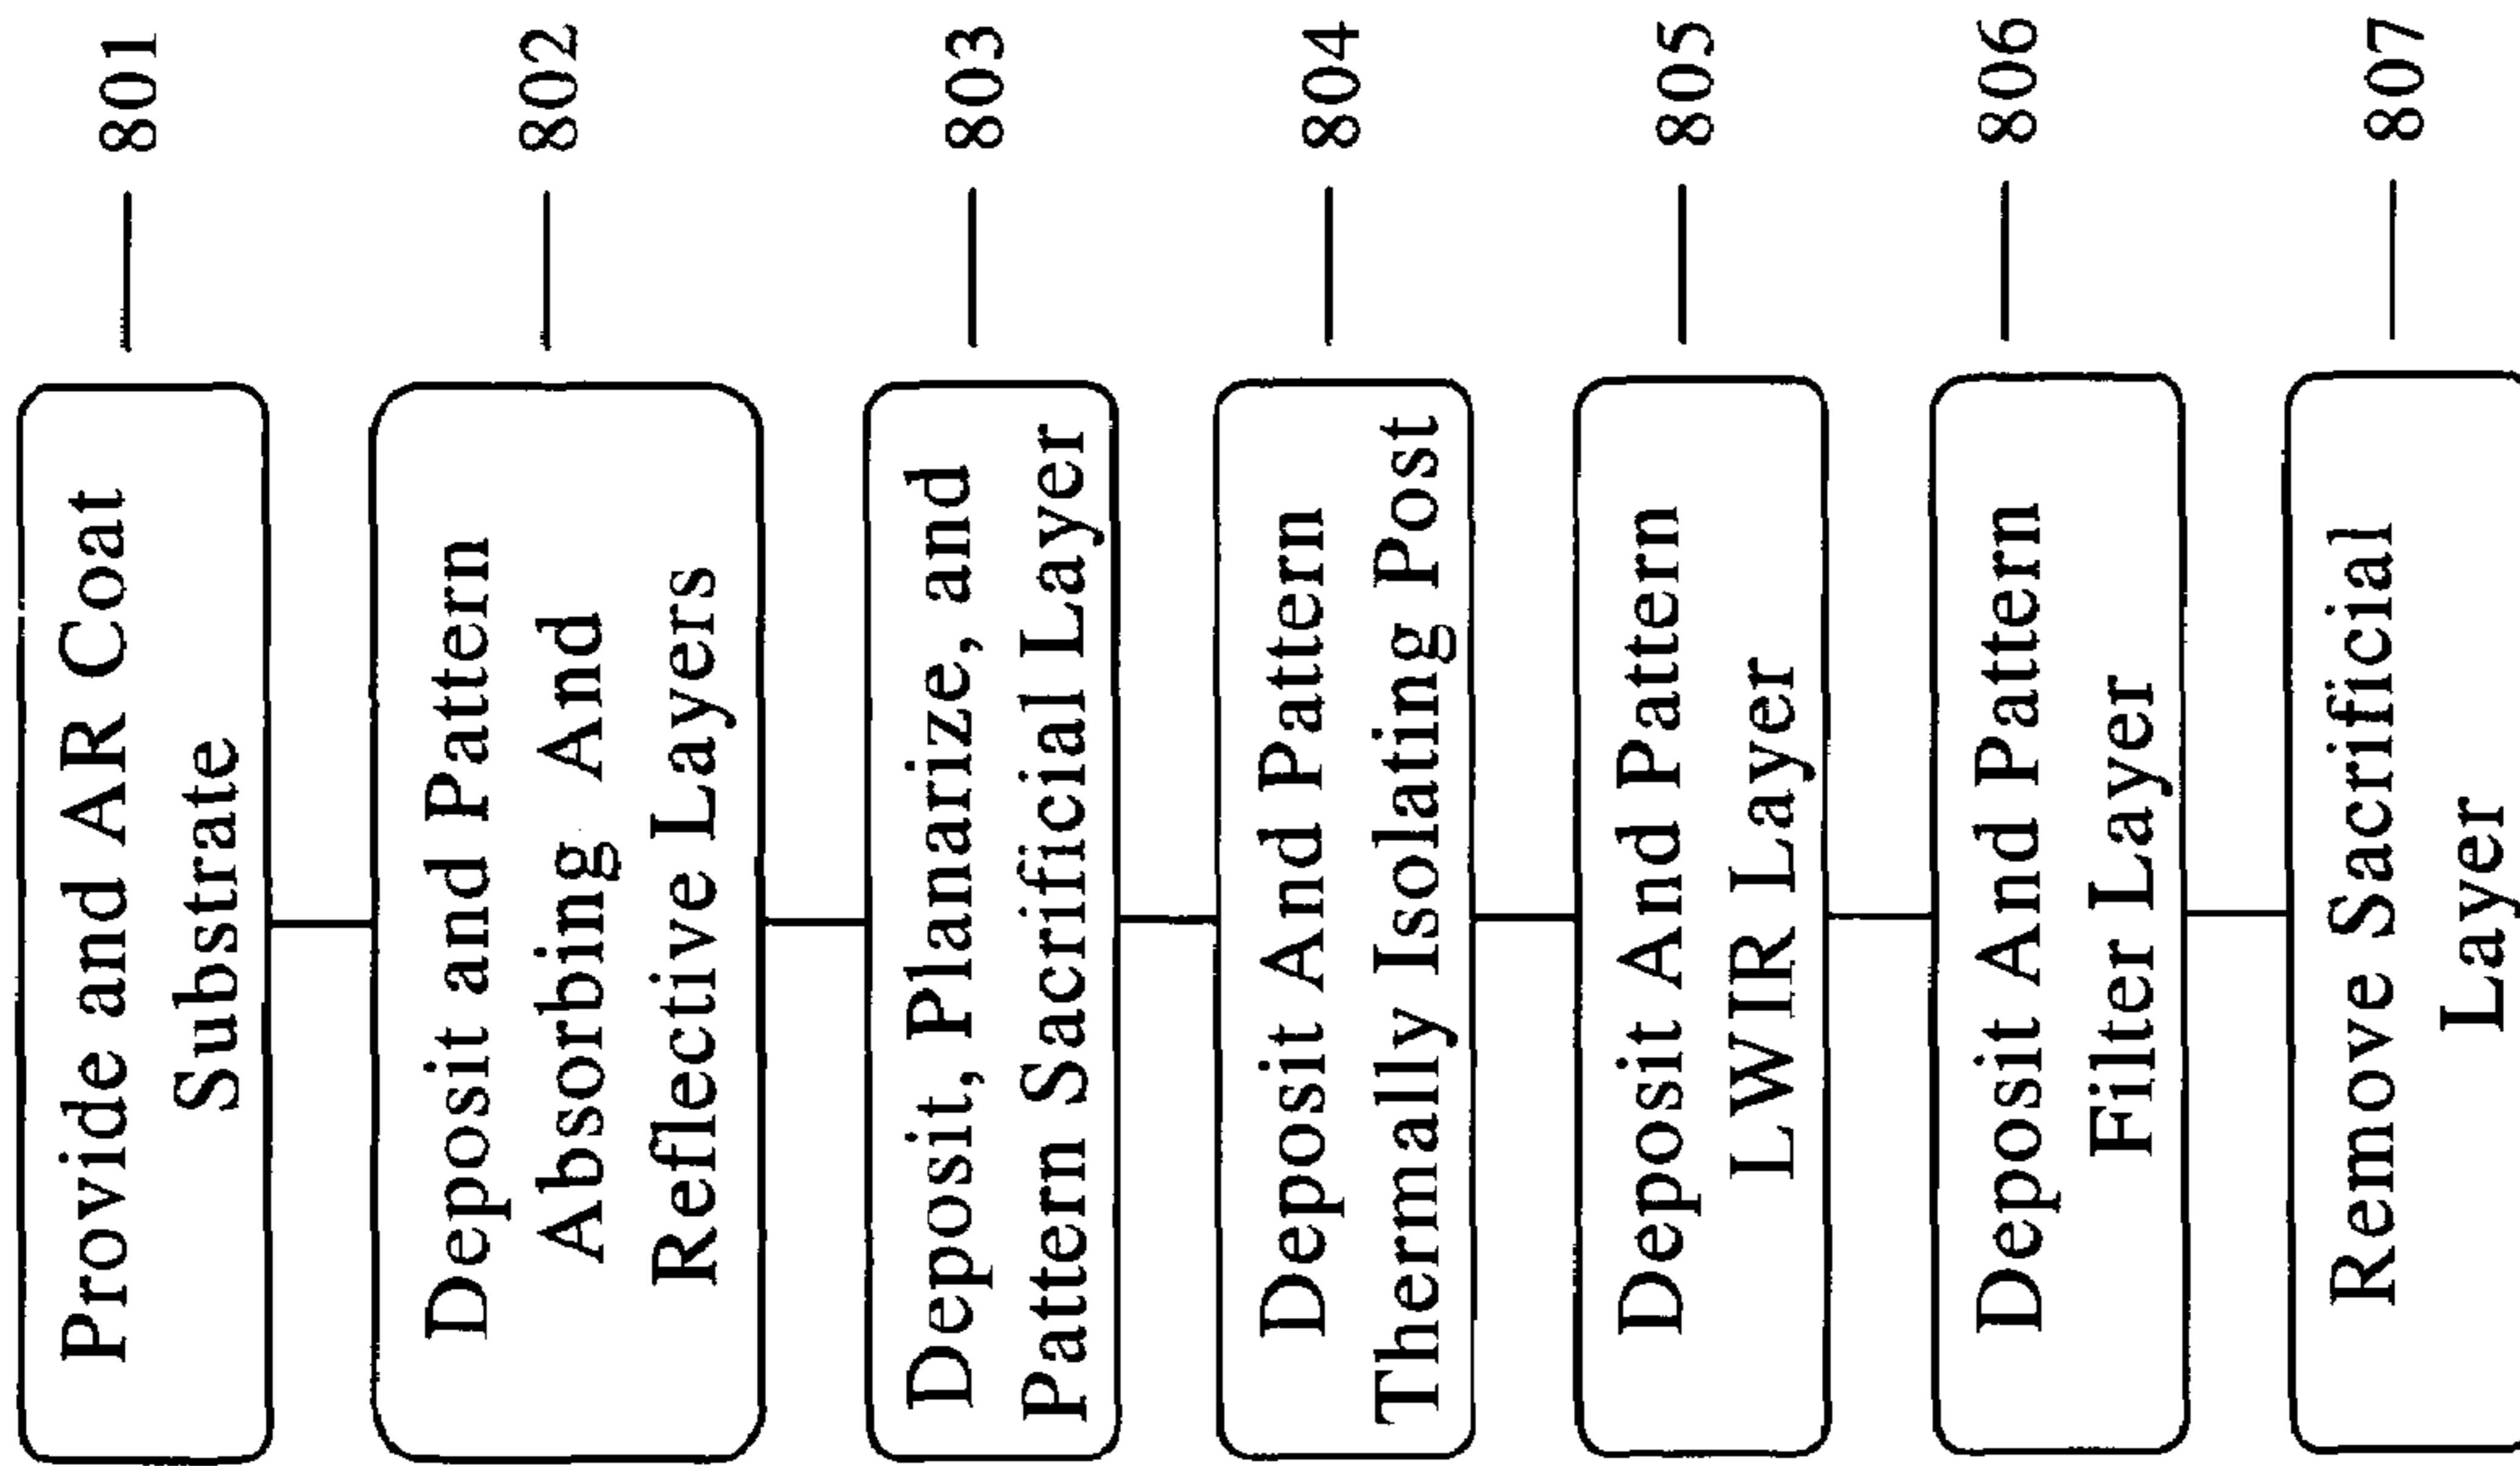 Provide and AR Coat
Substrate
801
Deposit and Pattern
Absorbing And
Reflective Layers
802
Deposit, Planarize, and
Pattern Sacrificial Layer
803
Deposit And Pattern
Thermally Isolating Post
804
Deposit And Pattern
LWIR Layer
805
Deposit And Pattern
Filter Layer
806
Remove Sacrificial
Layer
807